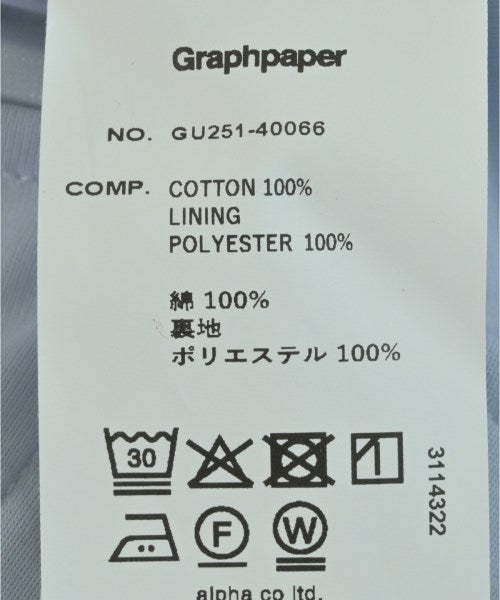 Graphpaper
NO. GU251-40066
COMP. COTTON 100%
LINING
POLYESTER 100%
綿 100%
裏地
ポリエステル 100%
30
3114322
F
W
alpha co ltd.